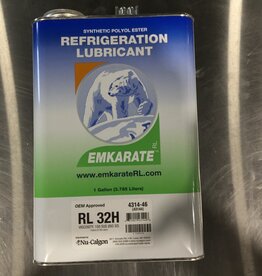 SYNTHETIC POLYOL ESTER
REFRIGERATION
LUBRICANT
EMKARATE RL
www.emkarateRL.com
1 Gallon (3.785 Liters)
OEM Approved
4314-46
RL 32H
Nu-Calgon